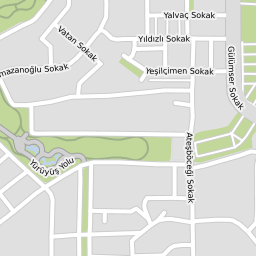 Yalvaç Sokak
Yıldızlı Sokak
Vatan Sokak
Gülümser Sokak
mazanoğlu Sokak
Yeşilçimen Sokak
Ateşböceği Sokak
Yürüyüş Yolu